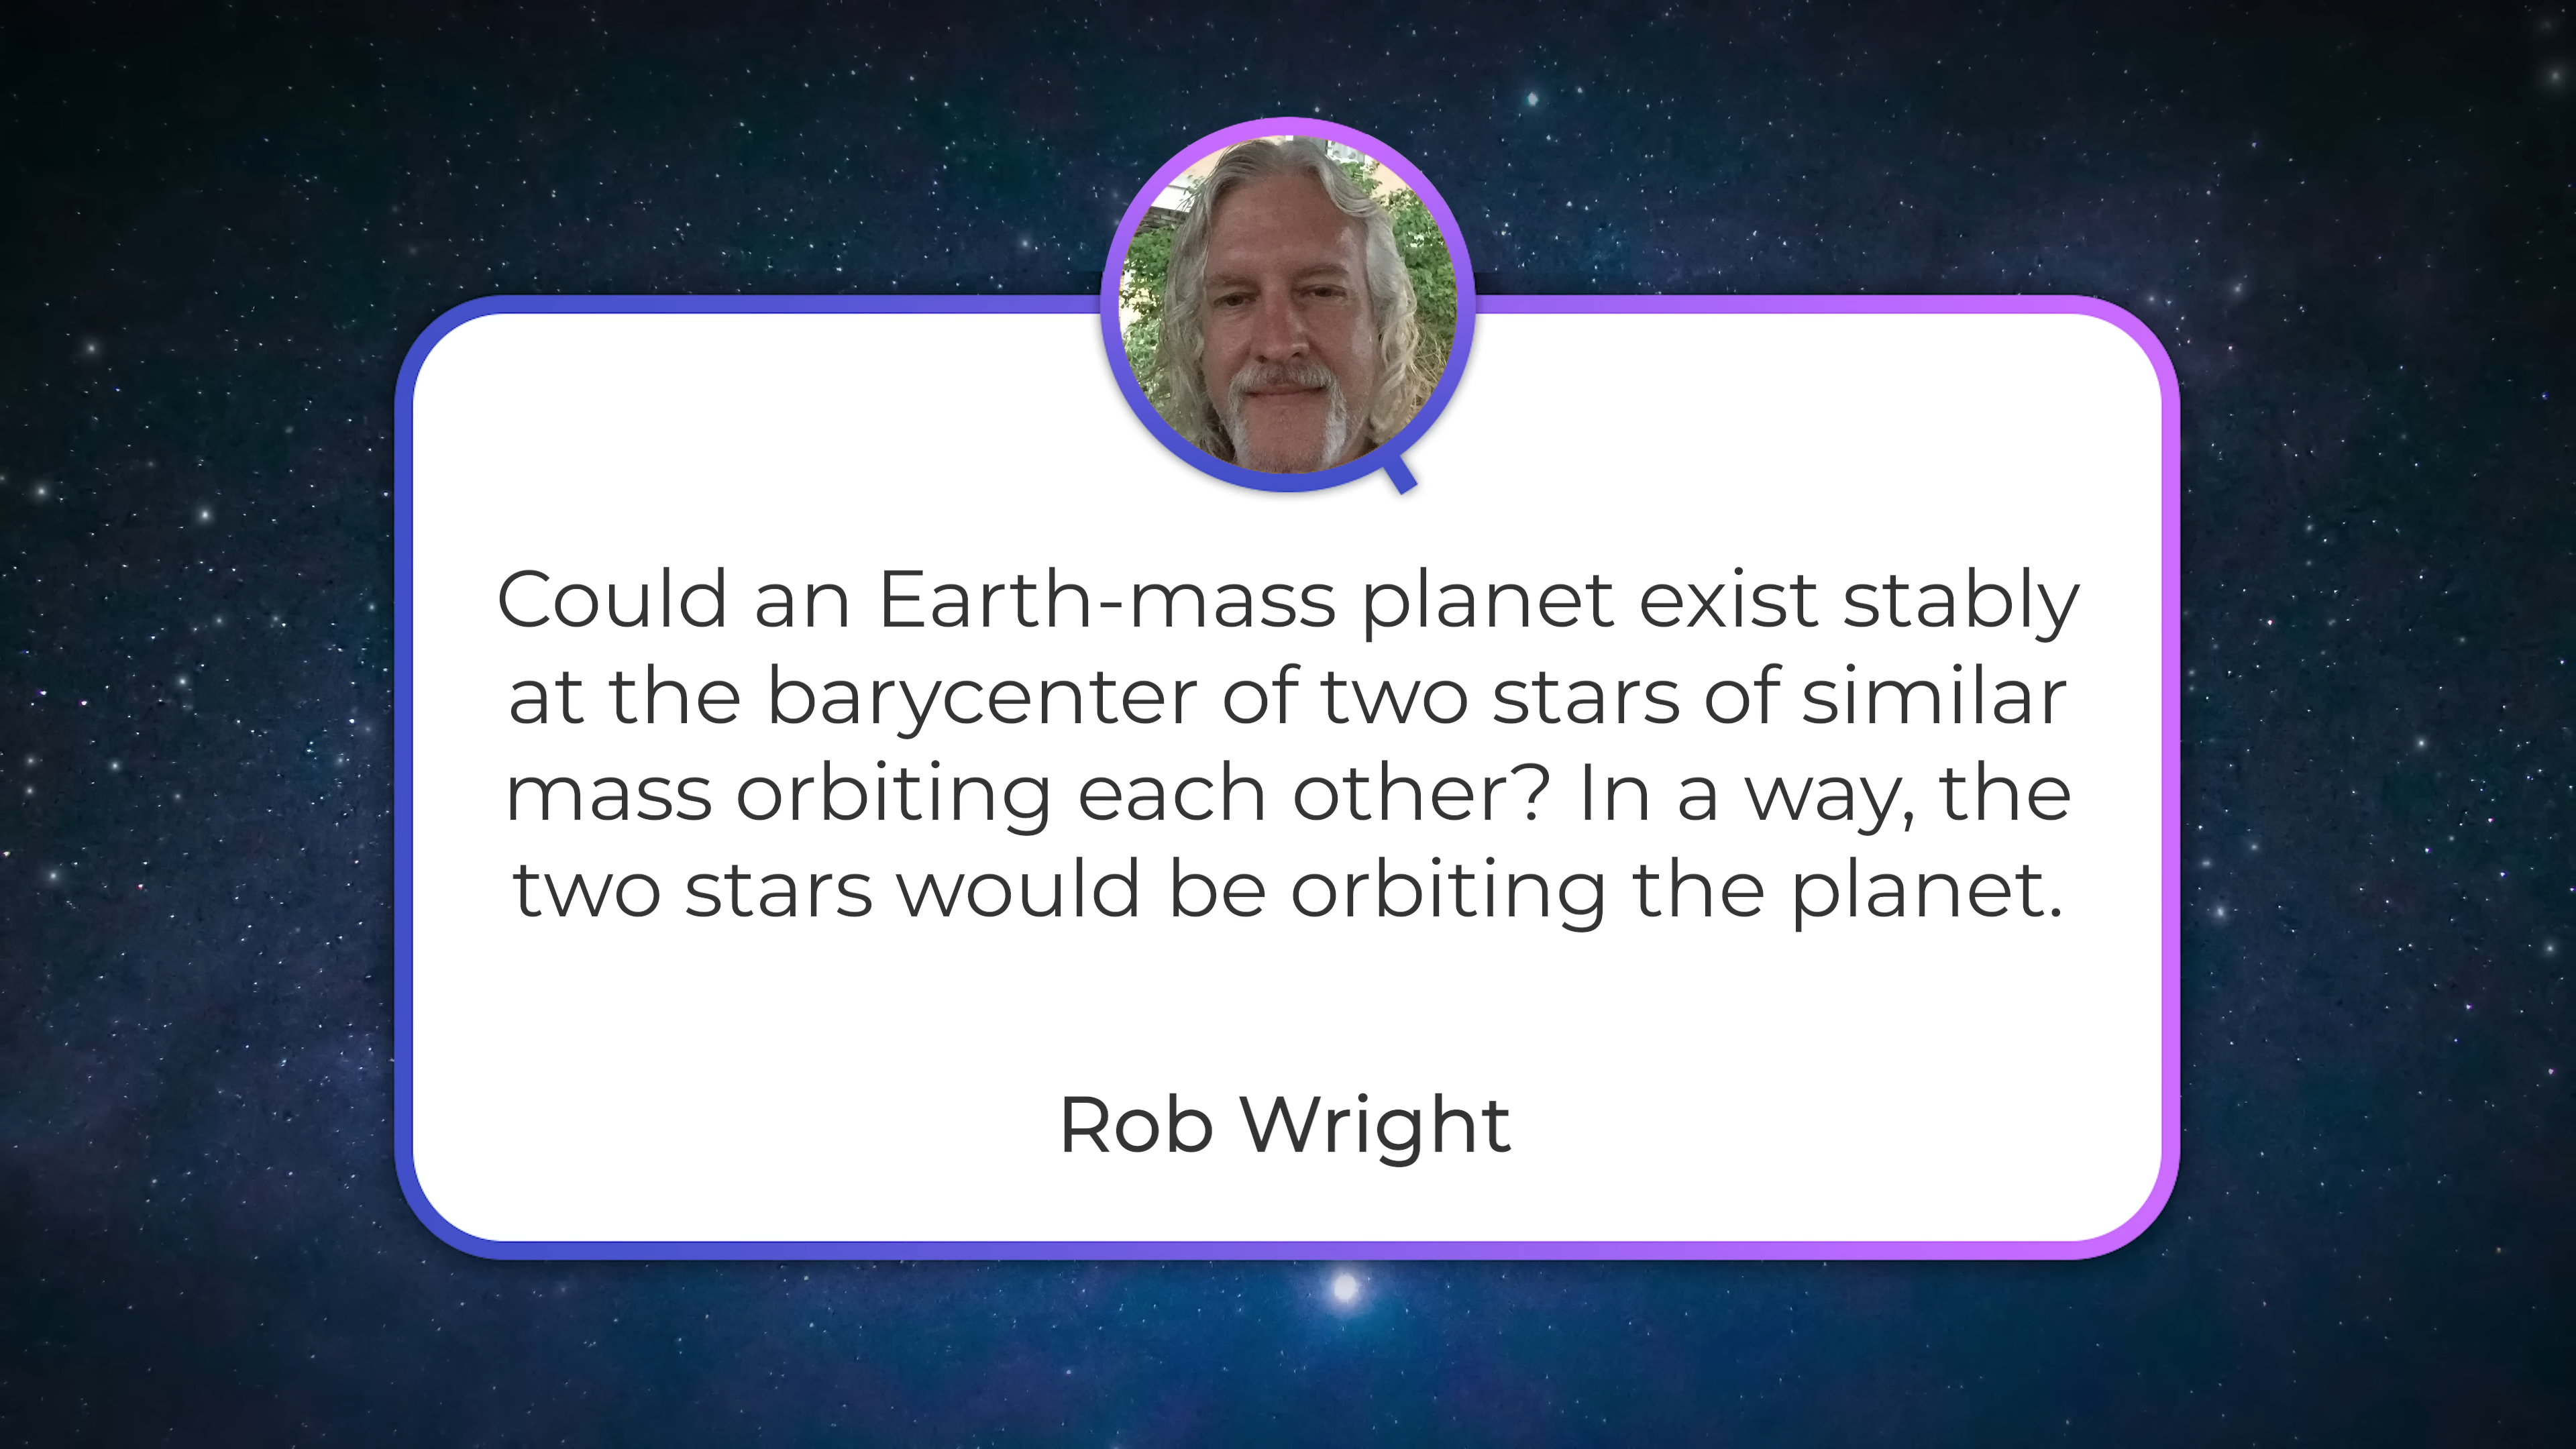 Could an Earth-mass planet exist stably
at the barycenter of two stars of similar
mass orbiting each other? In a way, the
two stars would be orbiting the planet.
Rob Wright